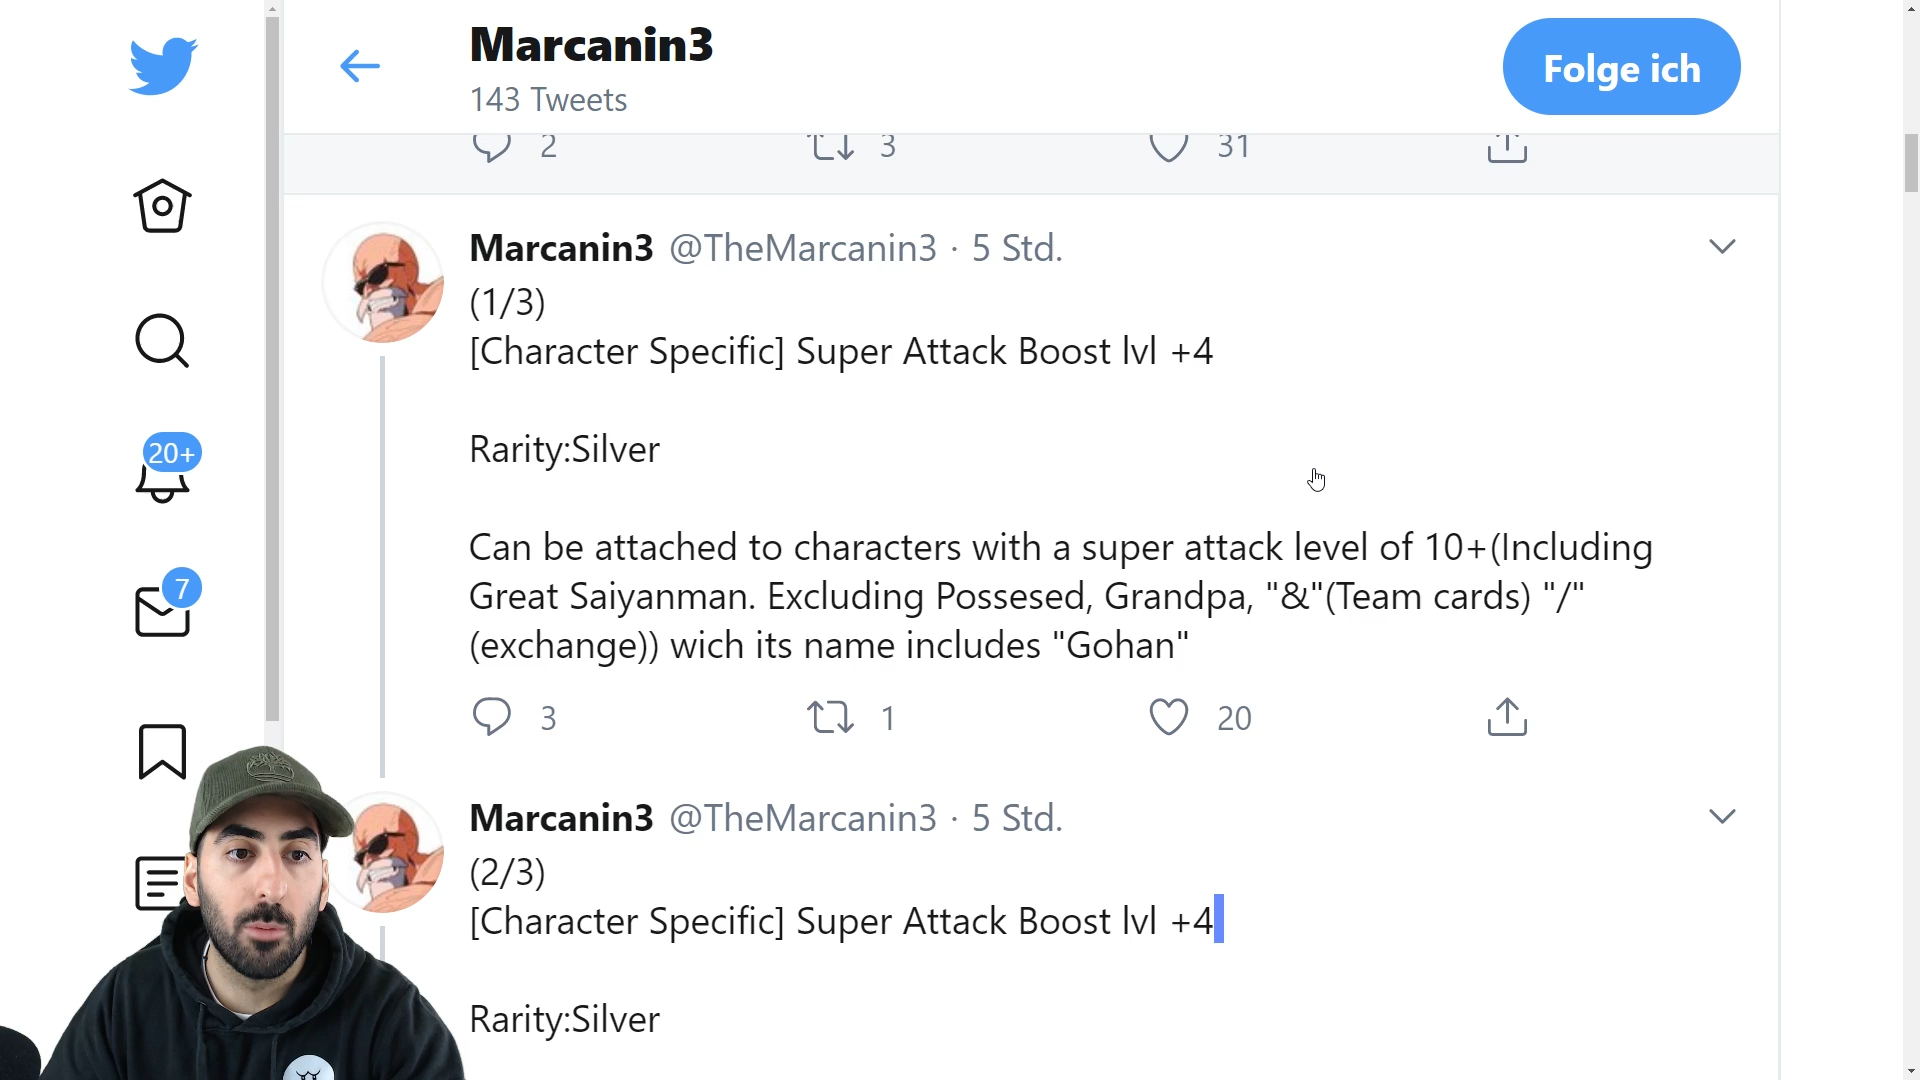 Marcanin3
143 Tweets
Folge ich
2
3
31
Marcanin3 @TheMarcanin3 · 5 Std.
(1/3)
[Character Specific] Super Attack Boost lvl +4
Rarity:Silver
Can be attached to characters with a super attack level of 10+(Including
Great Saiyanman. Excluding Possesed, Grandpa, "&"(Team cards) "/"
(exchange)) wich its name includes "Gohan"
3
1
20
Marcanin3 @TheMarcanin3 · 5 Std.
(2/3)
[Character Specific] Super Attack Boost lvl +4
Rarity:Silver
20+
7